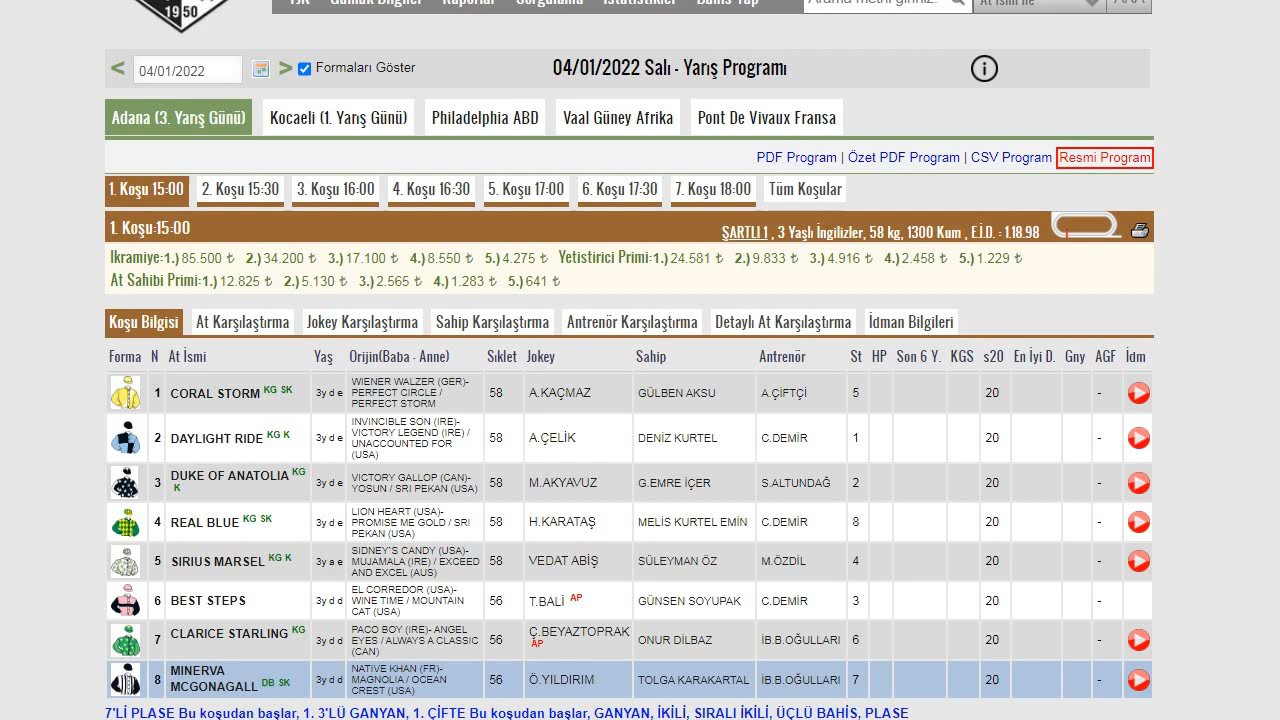 1950
TJK Günlük Bilgiler Raporlar Sorgulama İstatistikler Bahis Yap
Arama metni giriniz. At İsmi ile ARA
< 04/01/2022 > Formaları Göster 04/01/2022 Salı - Yarış Programı i
Adana (3. Yarış Günü) Kocaeli (1. Yarış Günü) Philadelphia ABD Vaal Güney Afrika Pont De Vivaux Fransa
PDF Program | Özet PDF Program | CSV Program Resmi Program
1. Koşu 15:00 2. Koşu 15:30 3. Koşu 16:00 4. Koşu 16:30 5. Koşu 17:00 6. Koşu 17:30 7. Koşu 18:00 Tüm Koşular
1. Koşu:15:00 ŞARTLI 1 , 3 Yaşlı İngilizler, 58 kg, 1300 Kum , E.İ.D. : 1.18.98
İkramiye:1.) 85.500 ₺ 2.) 34.200 ₺ 3.) 17.100 ₺ 4.) 8.550 ₺ 5.) 4.275 ₺ Yetistirici Primi:1.) 24.581 ₺ 2.) 9.833 ₺ 3.) 4.916 ₺ 4.) 2.458 ₺ 5.) 1.229 ₺
At Sahibi Primi:1.) 12.825 ₺ 2.) 5.130 ₺ 3.) 2.565 ₺ 4.) 1.283 ₺ 5.) 641 ₺
Koşu Bilgisi At Karşılaştırma Jokey Karşılaştırma Sahip Karşılaştırma Antrenör Karşılaştırma Detaylı At Karşılaştırma İdman Bilgileri
Forma N At İsmi Yaş Orijin(Baba - Anne) Sıklet Jokey Sahip Antrenör St HP Son 6 Y. KGS s20 En İyi D. Gny AGF İdm
1 CORAL STORM KG SK 3y d e WIENER WALZER (GER)- PERFECT CIRCLE / PERFECT STORM 58 A.KAÇMAZ GÜLBEN AKSU A.ÇİFTÇİ 5 20 -
2 DAYLIGHT RIDE KG K 3y d e INVINCIBLE SON (IRE)- VICTORY LEGEND (IRE) / UNACCOUNTED FOR (USA) 58 A.ÇELİK DENİZ KURTEL C.DEMİR 1 20 -
3 DUKE OF ANATOLIA KG K 3y d e VICTORY GALLOP (CAN)- YOSUN / SRI PEKAN (USA) 58 M.AKYAVUZ G.EMRE İÇER S.ALTUNDAĞ 2 20 -
4 REAL BLUE KG SK 3y d e LION HEART (USA)- PROMISE ME GOLD / SRI PEKAN (USA) 58 H.KARATAŞ MELİS KURTEL EMİN C.DEMİR 8 20 -
5 SIRIUS MARSEL KG K 3y a e SIDNEY'S CANDY (USA)- MUJAMALA (IRE) / EXCEED AND EXCEL (AUS) 58 VEDAT ABİŞ SÜLEYMAN ÖZ M.ÖZDİL 4 20 -
6 BEST STEPS 3y d d EL CORREDOR (USA)- WINE TIME / MOUNTAIN CAT (USA) 56 T.BALİ AP GÜNSEN SOYUPAK C.DEMİR 3 20 -
7 CLARICE STARLING KG 3y d d PACO BOY (IRE)- ANGEL EYES / ALWAYS A CLASSIC (CAN) 56 Ç.BEYAZTOPRAK AP ONUR DİLBAZ İB.B.OĞULLARI 6 20 -
8 MINERVA MCGONAGALL DB SK 3y d d NATIVE KHAN (FR)- MAGNOLIA / OCEAN CREST (USA) 56 Ö.YILDIRIM TOLGA KARAKARTAL İB.B.OĞULLARI 7 20 -
7'Lİ PLASE Bu koşudan başlar, 1. 3'LÜ GANYAN, 1. ÇİFTE Bu koşudan başlar, GANYAN, İKİLİ, SIRALI İKİLİ, ÜÇLÜ BAHİS, PLASE